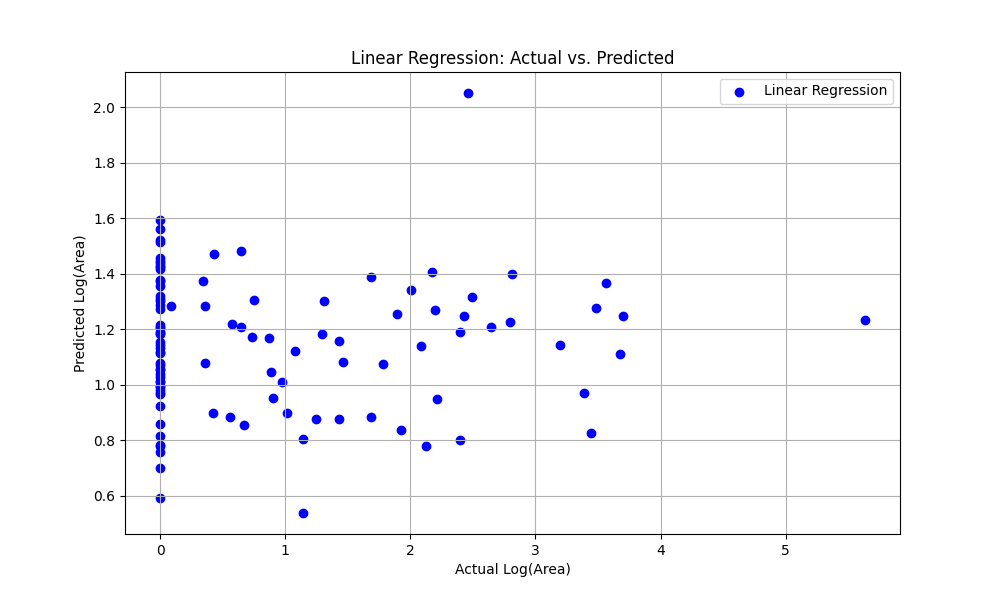 Linear Regression: Actual vs. Predicted
Linear Regression
Predicted Log(Area)
2.0
1.8
1.6
1.4
1.2
1.0
0.8
0.6
0 1 2 3 4 5
Actual Log(Area)